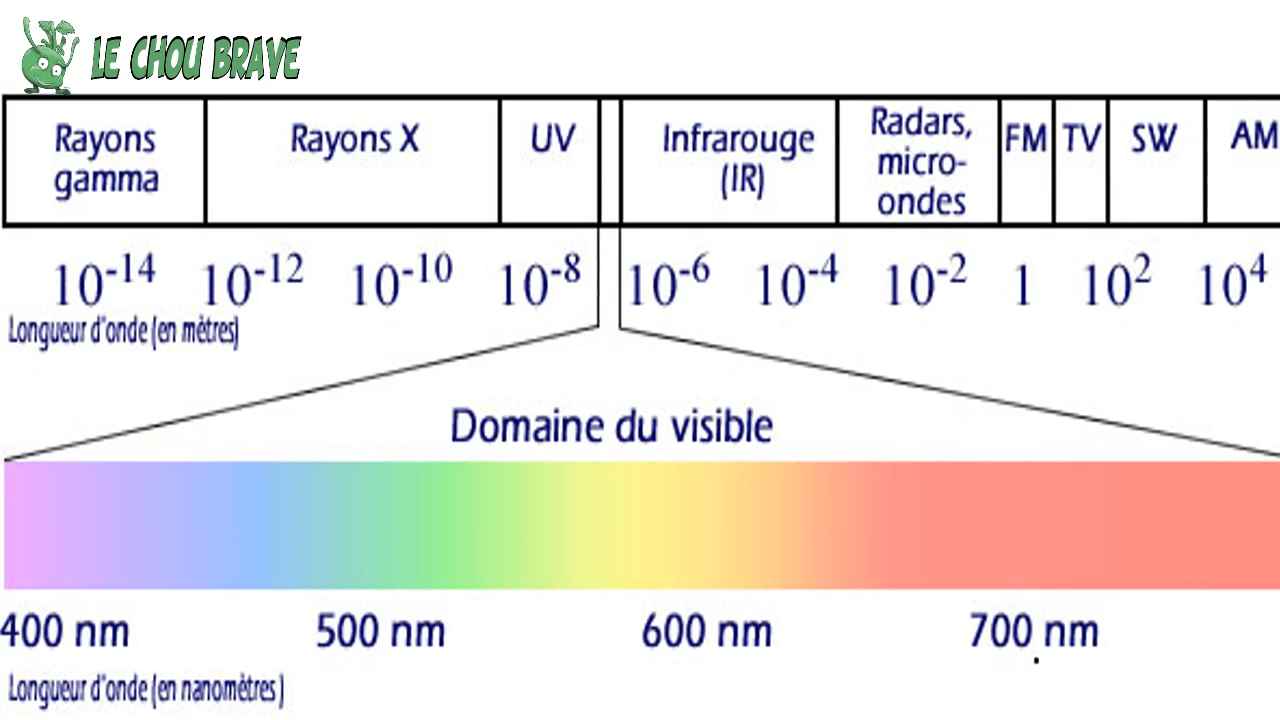 LE CHOU BRAVE
Rayons
gamma
Rayons X
UV
Infrarouge
(IR)
Radars,
micro-
ondes
FM
TV
SW
AM
10⁻¹⁴ 10⁻¹² 10⁻¹⁰ 10⁻⁸ 10⁻⁶ 10⁻⁴ 10⁻² 1 10² 10⁴
Longueur d'onde (en mètres)
Domaine du visible
400 nm 500 nm 600 nm 700 nm
Longueur d'onde (en nanomètres)